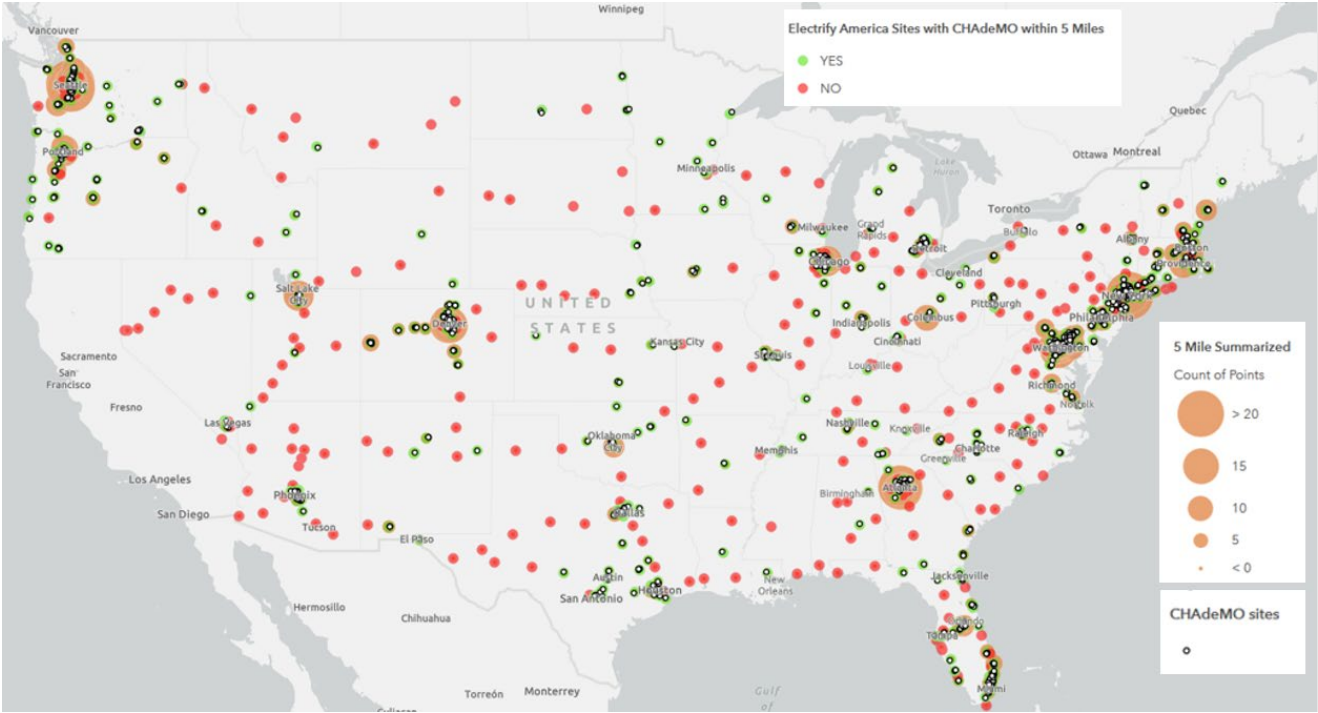 Winnipeg
Vancouver
Electrify America Sites with CHAdeMO within 5 Miles
YES
NO
Seattle
Quebec
Portland
Ottawa
Montreal
Lake
Huron
Minneapolis
Toronto
Milwaukee
Grand
Rapids
Buffalo
Albany
Boston
Detroit
Chicago
Providence
Cleveland
Salt Lake
City
New York
UNITED
STATES
Pittsburgh
Denver
Indianapolis
Columbus
Philadelphia
Kansas City
Cincinnati
Washington
Sacramento
St Louis
San
Francisco
Louisville
Richmond
Norfolk
Fresno
Las Vegas
Nashville
Knoxville
Raleigh
Oklahoma
City
Memphis
Charlotte
Greenville
Los Angeles
Phoenix
Birmingham
Atlanta
San Diego
Dallas
Tucson
El Paso
Austin
Jacksonville
New
Orleans
Houston
San Antonio
Hermosillo
Chihuahua
Orlando
Tampa
Torreón
Monterrey
Miami
Gulf
of
Culiacan
5 Mile Summarized
Count of Points
> 20
15
10
5
< 0
CHAdeMO sites